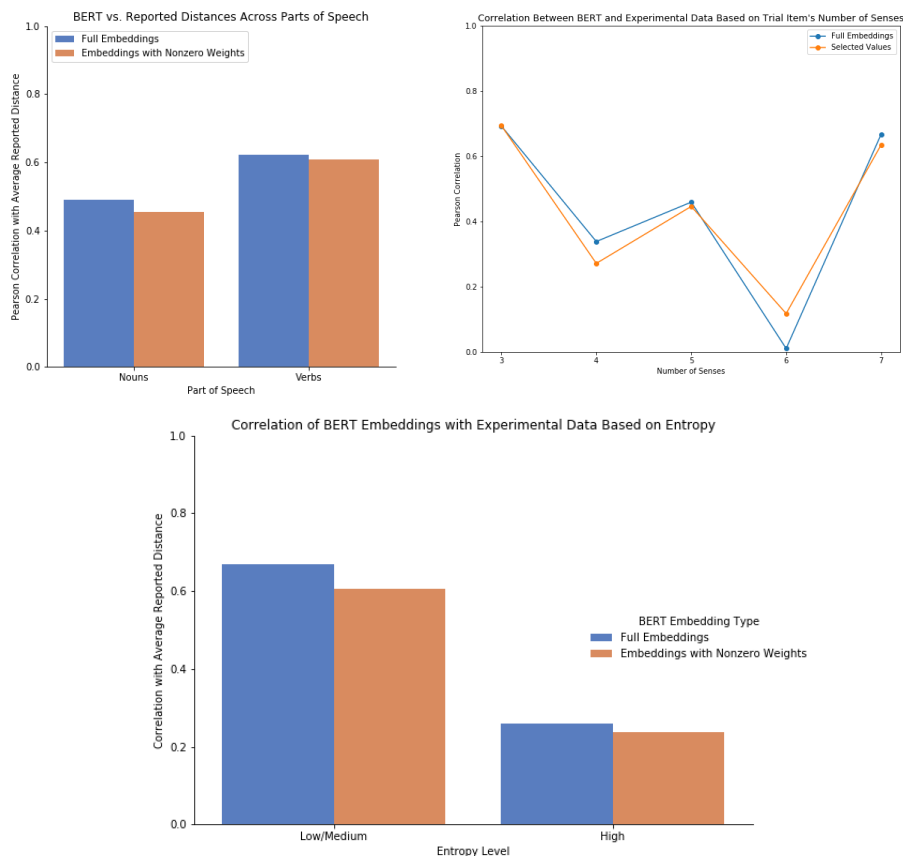 BERT vs. Reported Distances Across Parts of Speech
1.0
Full Embeddings
Embeddings with Nonzero Weights
0.8
0.6
0.4
0.2
0.0
Pearson Correlation with Average Reported Distance
Nouns
Verbs
Part of Speech
Correlation Between BERT and Experimental Data Based on Trial Item's Number of Senses
1.0
Full Embeddings
Selected Values
0.8
0.6
0.4
0.2
0.0
Pearson Correlation
3
4
5
6
7
Number of Senses
Correlation of BERT Embeddings with Experimental Data Based on Entropy
1.0
0.8
0.6
0.4
0.2
0.0
Correlation with Average Reported Distance
BERT Embedding Type
Full Embeddings
Embeddings with Nonzero Weights
Low/Medium
High
Entropy Level